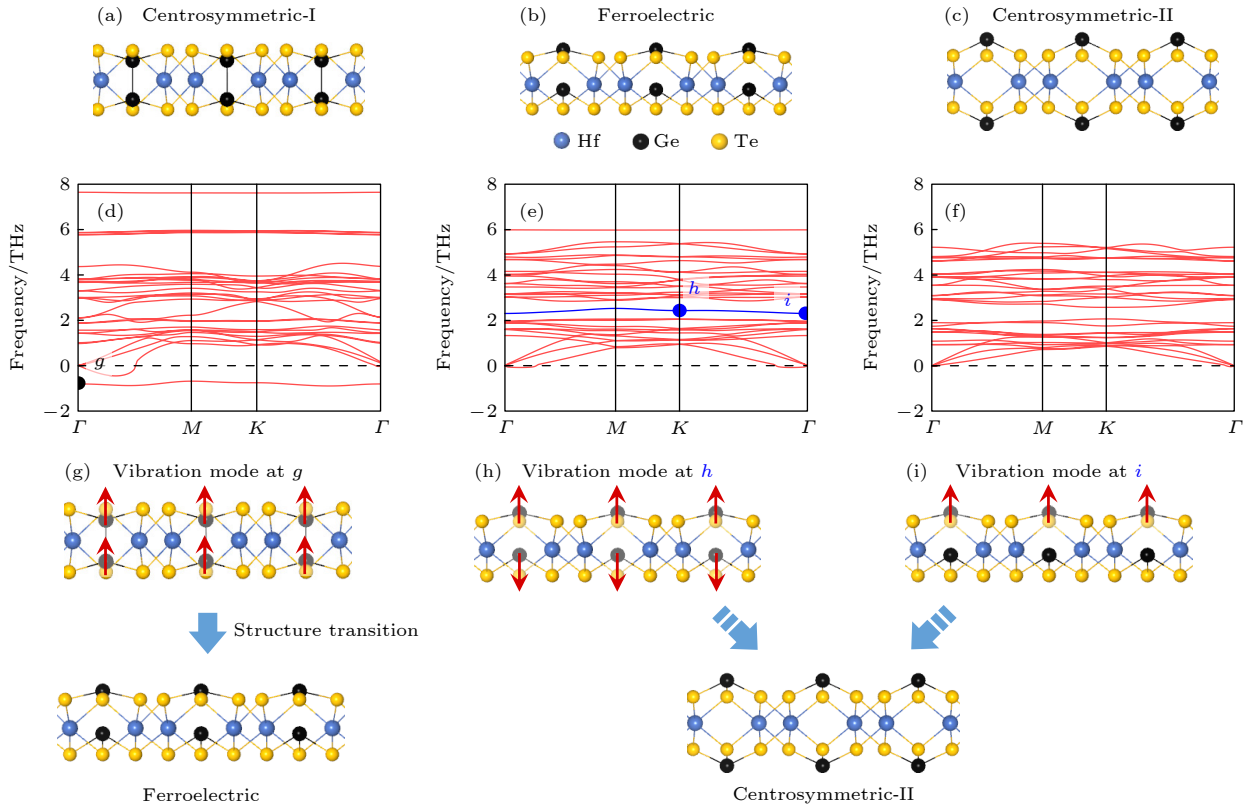 (a) Centrosymmetric-I
(b) Ferroelectric
(c) Centrosymmetric-II
Hf Ge Te
Frequency/THz
8
6
4
2
0
−2
(d)
g
Γ M K Γ
Frequency/THz
8
6
4
2
0
−2
(e)
h
i
Γ M K Γ
Frequency/THz
8
6
4
2
0
−2
(f)
Γ M K Γ
(g) Vibration mode at g
(h) Vibration mode at h
(i) Vibration mode at i
Structure transition
Ferroelectric
Centrosymmetric-II